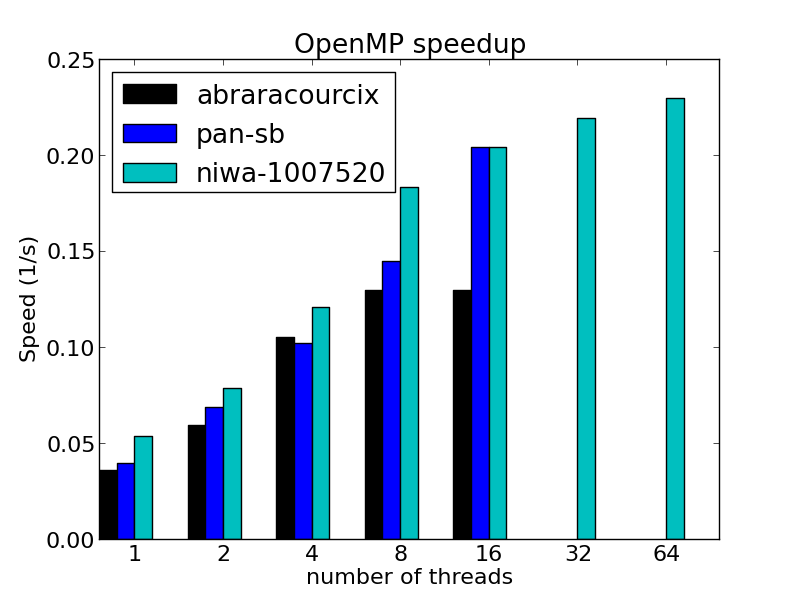 OpenMP speedup
0.25
0.20
0.15
0.10
0.05
0.00
Speed (1/s)
abraracourcix
pan-sb
niwa-1007520
1 2 4 8 16 32 64
number of threads